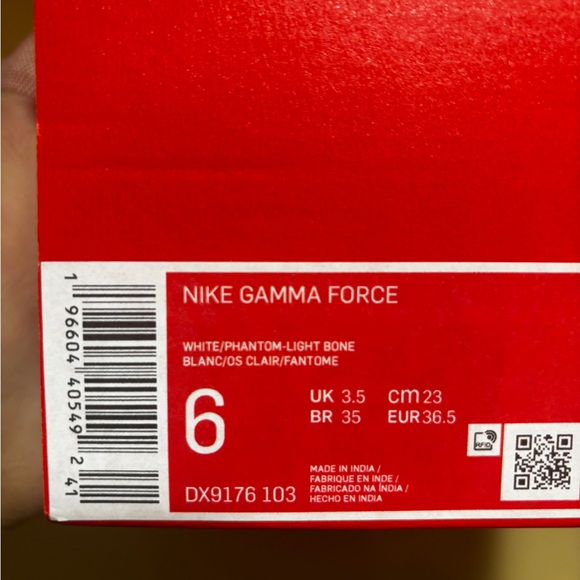 NIKE GAMMA FORCE
WHITE/PHANTOM-LIGHT BONE
BLANC/OS CLAIR/FANTOME
6
UK 3.5 CM 23
BR 35 EUR 36.5
RFID
MADE IN INDIA /
FABRIQUE EN INDE /
FABRICADO NA ÍNDIA /
HECHO EN INDIA
DX9176 103
1 96604 40549 2 41